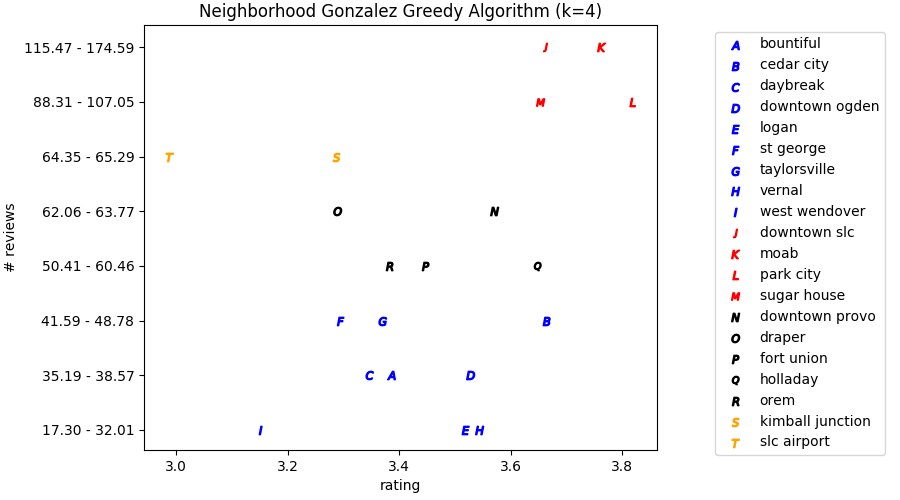 Neighborhood Gonzalez Greedy Algorithm (k=4)
115.47 - 174.59
88.31 - 107.05
64.35 - 65.29
62.06 - 63.77
50.41 - 60.46
41.59 - 48.78
35.19 - 38.57
17.30 - 32.01
# reviews
J K
M L
T S
O N
R P Q
F G B
C A D
I E H
3.0 3.2 3.4 3.6 3.8
rating
A bountiful
B cedar city
C daybreak
D downtown ogden
E logan
F st george
G taylorsville
H vernal
I west wendover
J downtown slc
K moab
L park city
M sugar house
N downtown provo
O draper
P fort union
Q holladay
R orem
S kimball junction
T slc airport